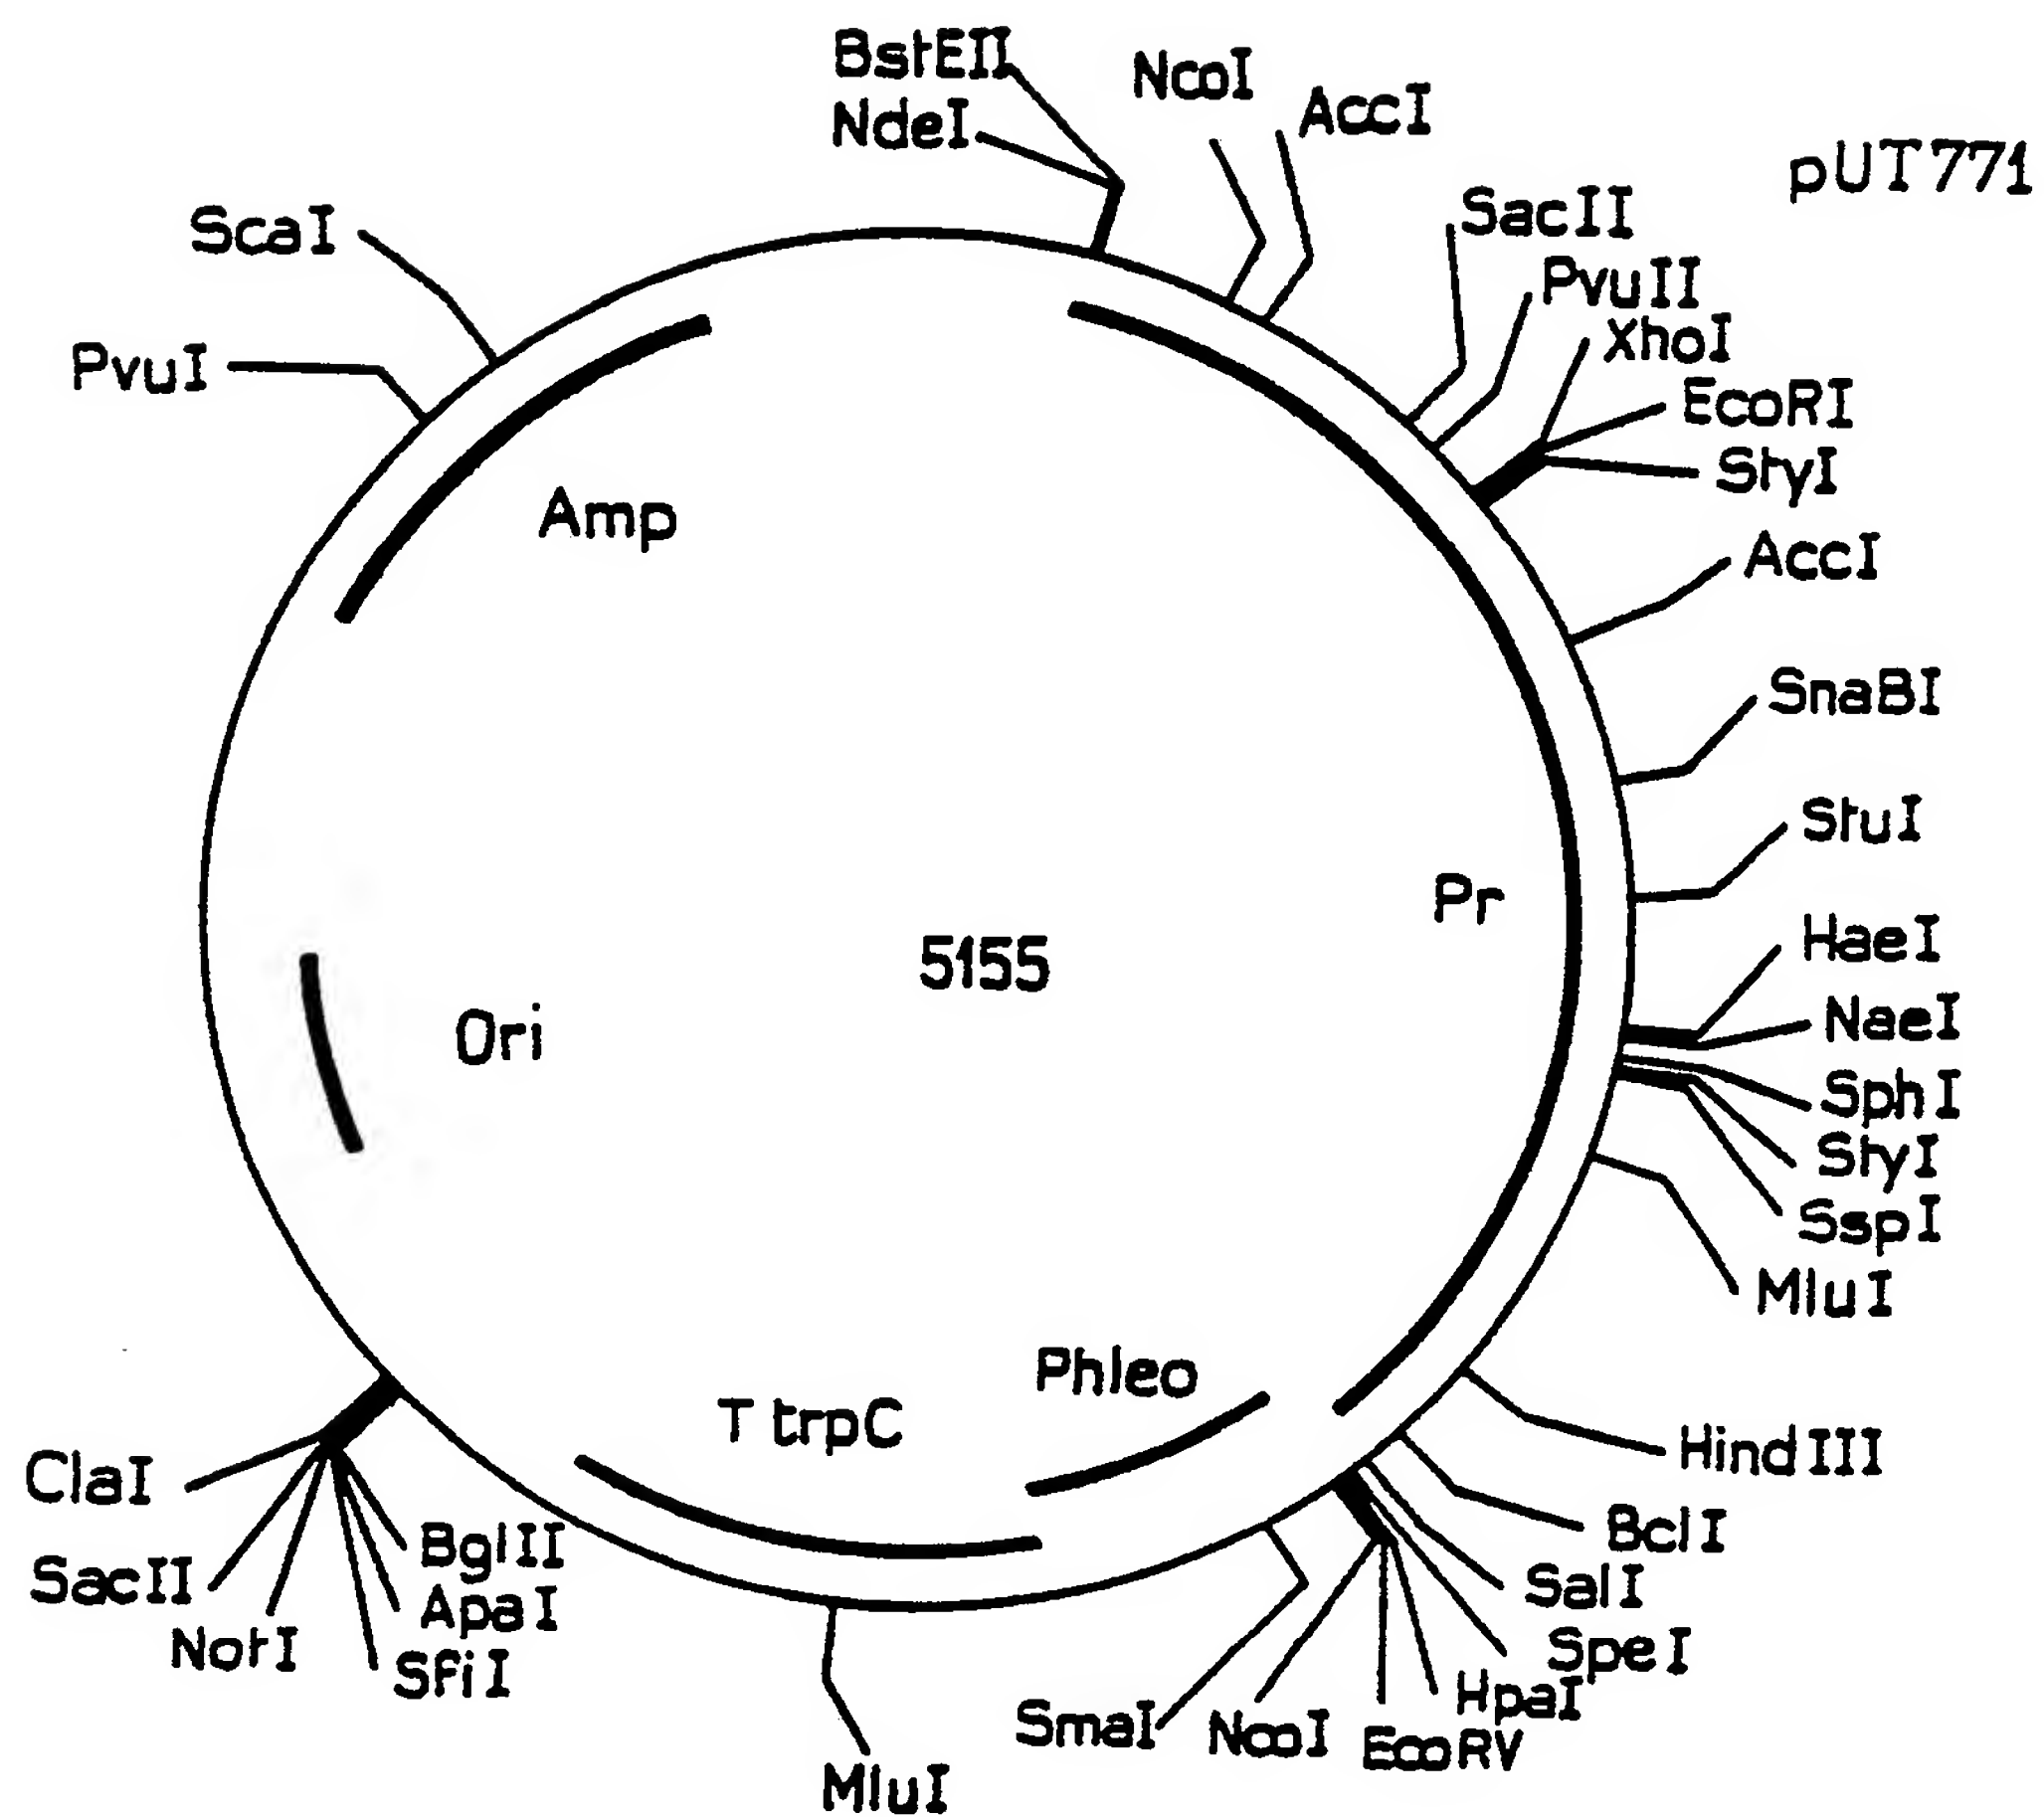 BstEII
NdeI
NcoI
AccI
pUT771
SacII
PvuII
XhoI
EcoRI
StyI
AccI
SnaBI
StuI
HaeI
NaeI
SphI
StyI
SspI
MluI
HindIII
BclI
SalI
SpeI
HpaI
EcoRV
NcoI
SmaI
MluI
BglII
ApaI
SfiI
NotI
SacII
ClaI
PvuI
ScaI
Amp
Pr
5155
Ori
Phleo
T trpC